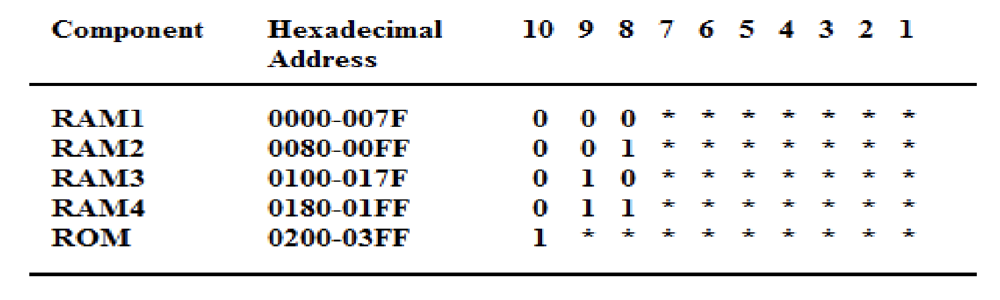 Component Hexadecimal Address 10 9 8 7 6 5 4 3 2 1
RAM1 0000-007F 0 0 0 * * * * * * *
RAM2 0080-00FF 0 0 1 * * * * * * *
RAM3 0100-017F 0 1 0 * * * * * * *
RAM4 0180-01FF 0 1 1 * * * * * * *
ROM 0200-03FF 1 * * * * * * * * *